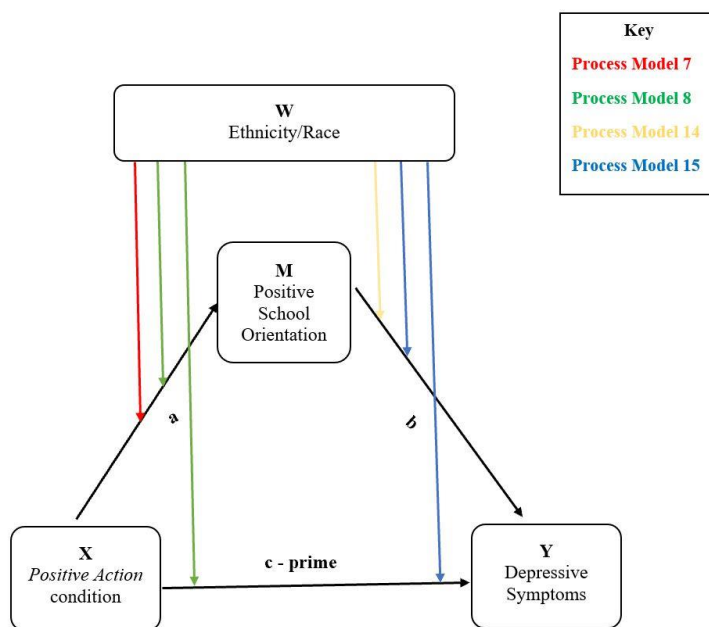 Key
Process Model 7
Process Model 8
Process Model 14
Process Model 15
W
Ethnicity/Race
M
Positive
School
Orientation
a
b
X
Positive Action
condition
c - prime
Y
Depressive
Symptoms